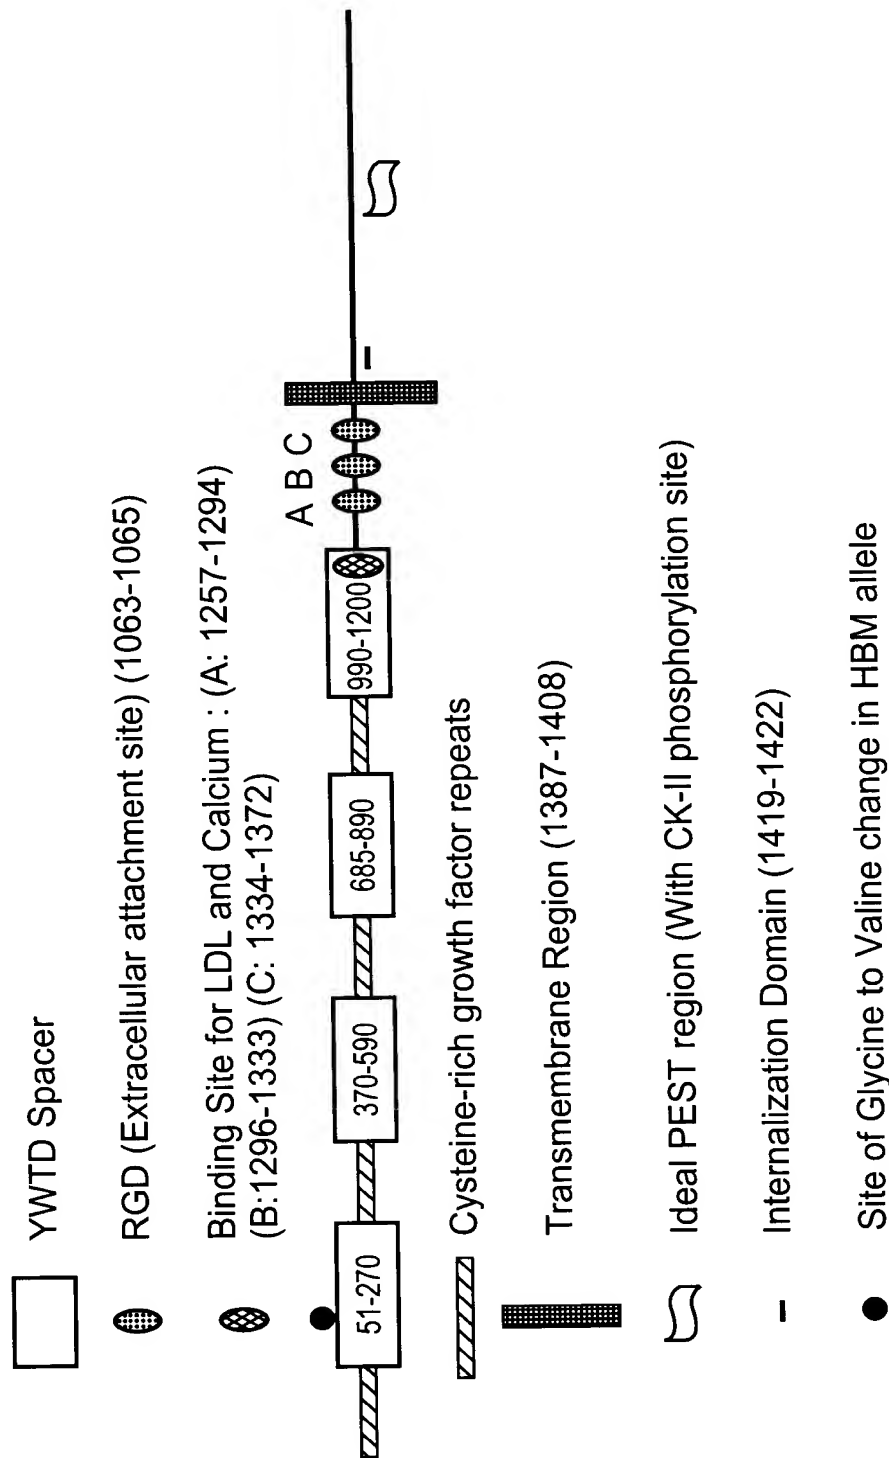 YWTD Spacer
RGD (Extracellular attachment site) (1063-1065)
Binding Site for LDL and Calcium : (A: 1257-1294)
(B:1296-1333) (C: 1334-1372)
A B C
51-270
370-590
685-890
990-1200
Cysteine-rich growth factor repeats
Transmembrane Region (1387-1408)
Ideal PEST region (With CK-II phosphorylation site)
Internalization Domain (1419-1422)
Site of Glycine to Valine change in HBM allele